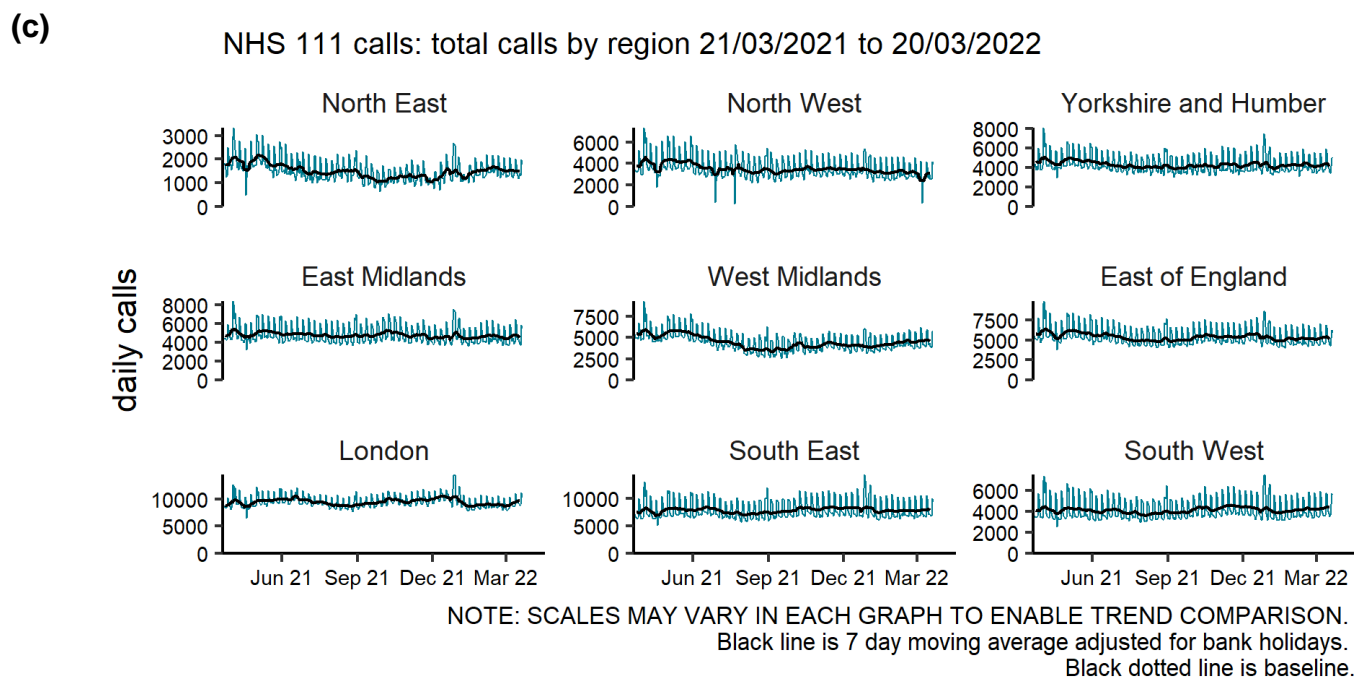 (c)
NHS 111 calls: total calls by region 21/03/2021 to 20/03/2022
North East
North West
Yorkshire and Humber
3000
2000
1000
0
6000
4000
2000
0
8000
6000
4000
2000
0
daily calls
East Midlands
West Midlands
East of England
8000
6000
4000
2000
0
7500
5000
2500
0
7500
5000
2500
0
London
South East
South West
10000
5000
0
10000
5000
0
6000
4000
2000
0
Jun 21 Sep 21 Dec 21 Mar 22
Jun 21 Sep 21 Dec 21 Mar 22
Jun 21 Sep 21 Dec 21 Mar 22
NOTE: SCALES MAY VARY IN EACH GRAPH TO ENABLE TREND COMPARISON.
Black line is 7 day moving average adjusted for bank holidays.
Black dotted line is baseline.